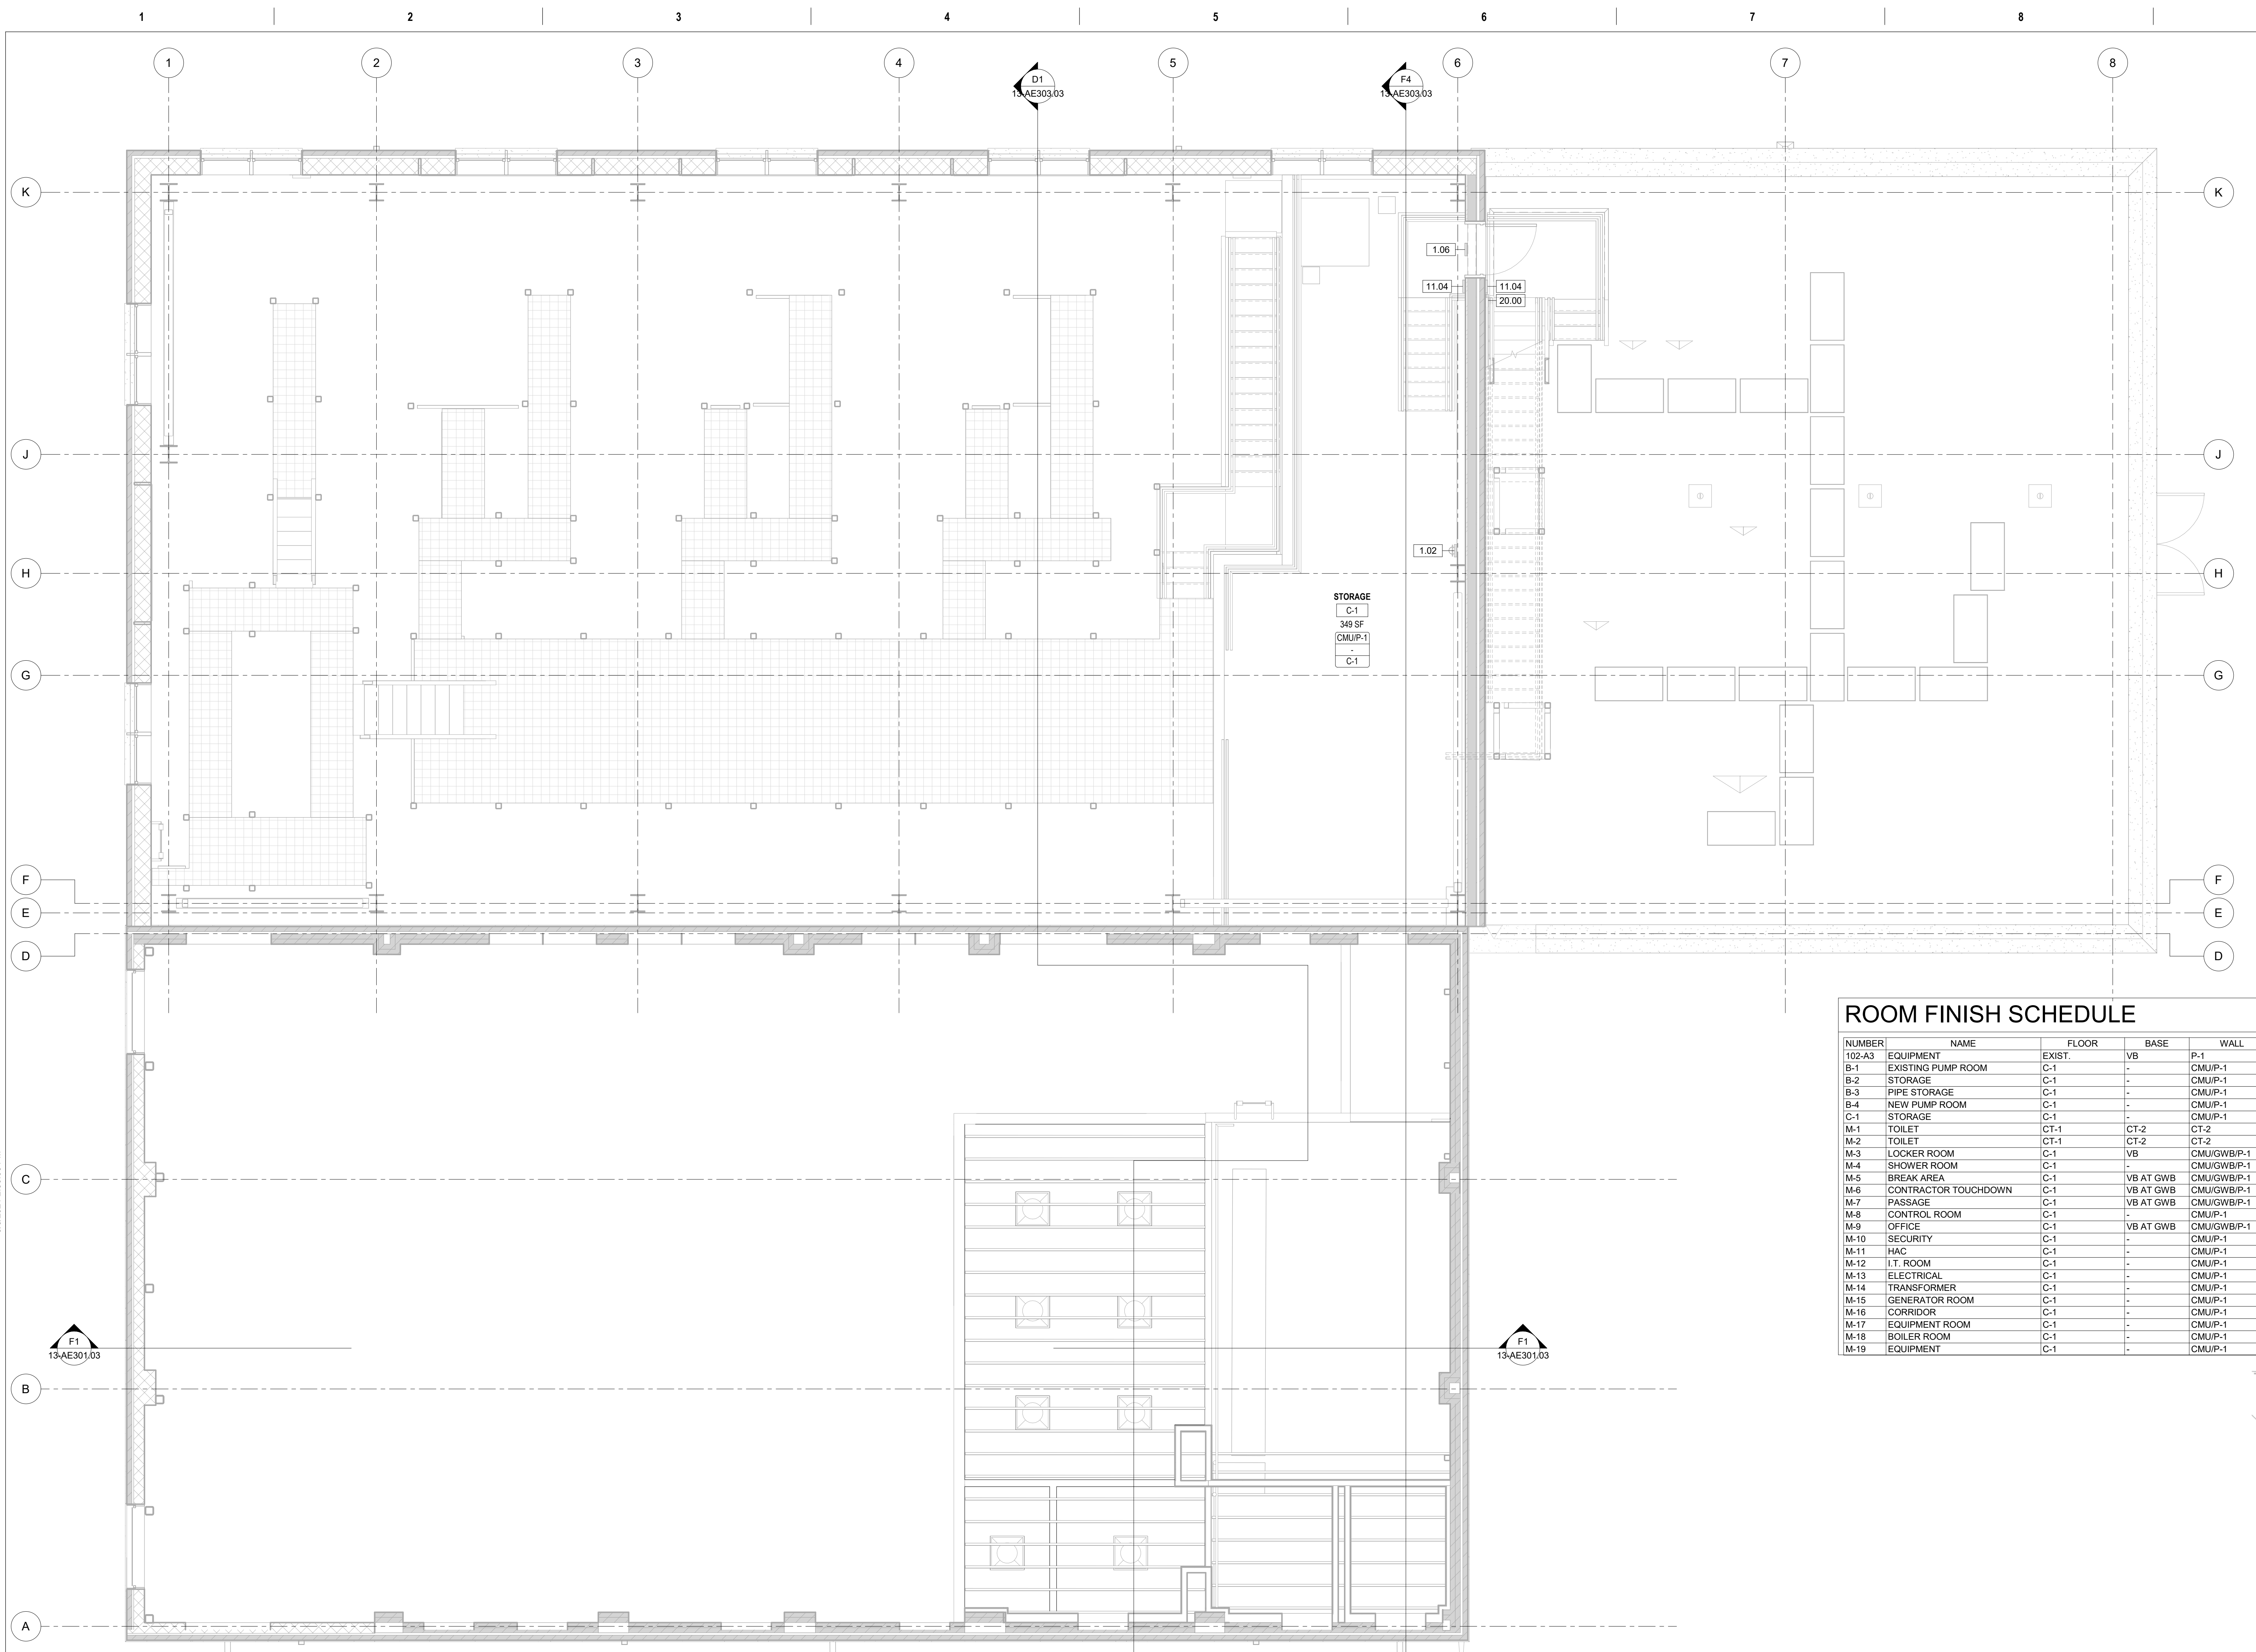 1 2 3 4 5 6 7 8
1 2 3 4 5 6 7 8
D1
13-AE303.03
F4
13-AE303.03
K K
1.06
11.04 11.04
20.00
J J
1.02
H H
STORAGE
C-1
349 SF
CMU/P-1
-
C-1
G G
F F
E E
D D
ROOM FINISH SCHEDULE
NUMBER NAME FLOOR BASE WALL
102-A3 EQUIPMENT EXIST. VB P-1
B-1 EXISTING PUMP ROOM C-1 - CMU/P-1
B-2 STORAGE C-1 - CMU/P-1
B-3 PIPE STORAGE C-1 - CMU/P-1
B-4 NEW PUMP ROOM C-1 - CMU/P-1
C-1 STORAGE C-1 - CMU/P-1
M-1 TOILET CT-1 CT-2 CT-2
M-2 TOILET CT-1 CT-2 CT-2
M-3 LOCKER ROOM C-1 VB CMU/GWB/P-1
M-4 SHOWER ROOM C-1 - CMU/GWB/P-1
M-5 BREAK AREA C-1 VB AT GWB CMU/GWB/P-1
M-6 CONTRACTOR TOUCHDOWN C-1 VB AT GWB CMU/GWB/P-1
M-7 PASSAGE C-1 VB AT GWB CMU/GWB/P-1
M-8 CONTROL ROOM C-1 - CMU/P-1
M-9 OFFICE C-1 VB AT GWB CMU/GWB/P-1
M-10 SECURITY C-1 - CMU/P-1
M-11 HAC C-1 - CMU/P-1
M-12 I.T. ROOM C-1 - CMU/P-1
M-13 ELECTRICAL C-1 - CMU/P-1
M-14 TRANSFORMER C-1 - CMU/P-1
M-15 GENERATOR ROOM C-1 - CMU/P-1
M-16 CORRIDOR C-1 - CMU/P-1
M-17 EQUIPMENT ROOM C-1 - CMU/P-1
M-18 BOILER ROOM C-1 - CMU/P-1
M-19 EQUIPMENT C-1 - CMU/P-1
C
F1
13-AE301.03
F1
13-AE301.03
B
A